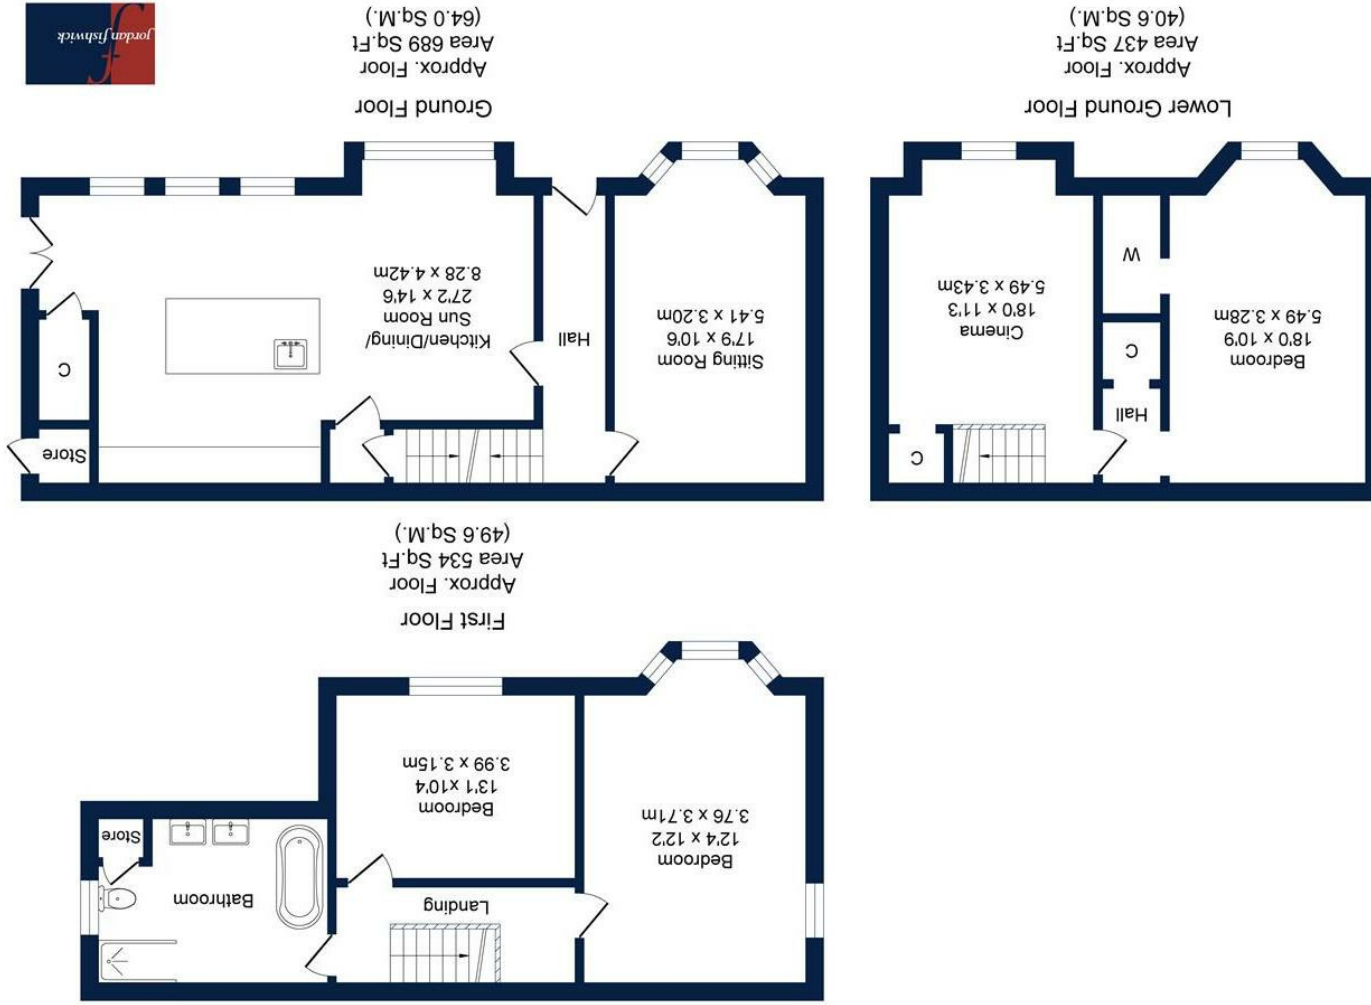 Landing
Bathroom
Store
Bedroom
12'4 x 12'2
3.76 x 3.71m
Bedroom
13'1 x10'4
3.99 x 3.15m
First Floor
Approx. Floor
Area 534 Sq.Ft
(49.6 Sq.M.)
C
Hall
C
Bedroom
18'0 x 10'9
5.49 x 3.28m
W
Cinema
18'0 x 11'3
5.49 x 3.43m
Lower Ground Floor
Approx. Floor
Area 437 Sq.Ft
(40.6 Sq.M.)
Store
C
Sitting Room
17'9 x 10'6
5.41 x 3.20m
Hall
Kitchen/Dining/
Sun Room
27'2 x 14'6
8.28 x 4.42m
Ground Floor
Approx. Floor
Area 689 Sq.Ft
(64.0 Sq.M.)
jordan fishwick